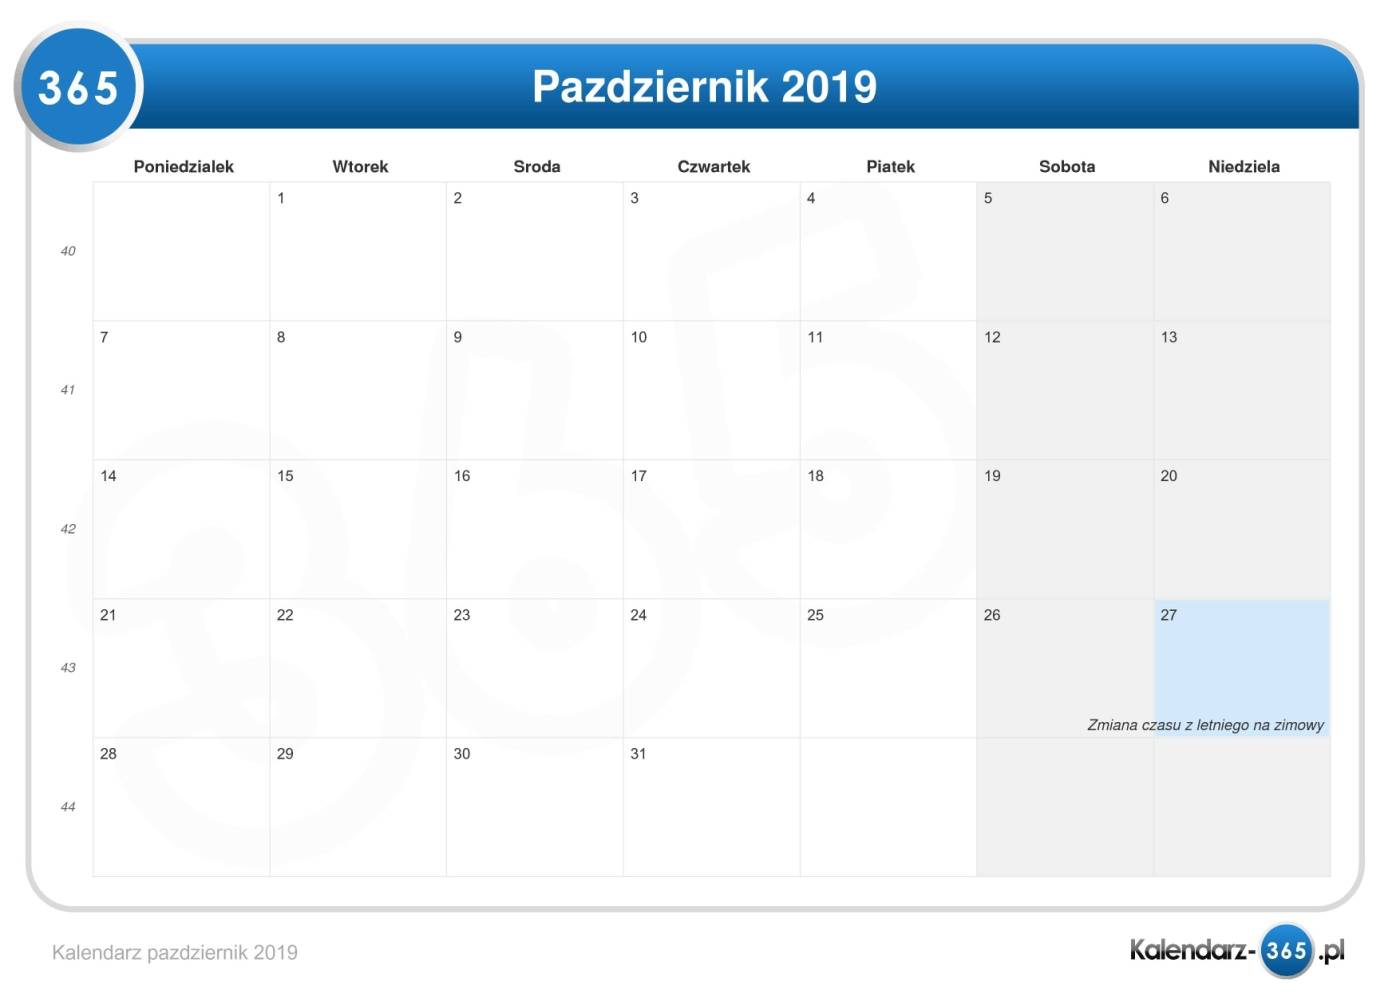 365
Pazdziernik 2019
Poniedzialek Wtorek Sroda Czwartek Piatek Sobota Niedziela
1 2 3 4 5 6
40
7 8 9 10 11 12 13
41
14 15 16 17 18 19 20
42
21 22 23 24 25 26 27
43
Zmiana czasu z letniego na zimowy
28 29 30 31
44
365
Kalendarz pazdziernik 2019
Kalendarz-365.pl